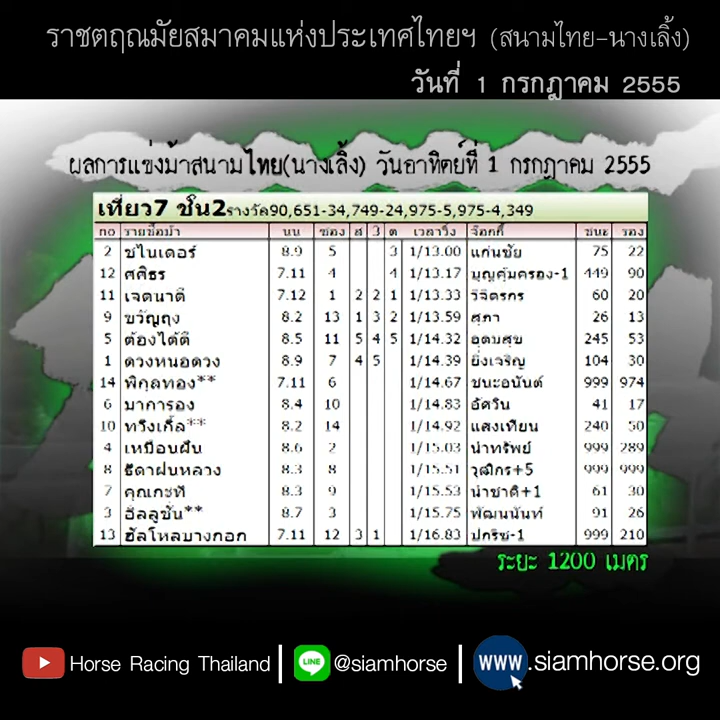 ราชตฤณมัยสมาคมแห่งประเทศไทยฯ (สนามไทย-นางเลิ้ง)
วันที่ 1 กรกฎาคม 2555
ผลการแข่งม้าสนามไทย(นางเลิ้ง) วันอาทิตย์ที่ 1 กรกฎาคม 2555
เที่ยว7 ชั้น2รางวัล90,651-34,749-24,975-5,975-4,349
no รายชื่อม้า นน ซอง ส 3 ต เวลาวิ่ง จ๊อกกี้ ชนะ รอง
2 ชไนเดอร์ 8.9 5 3 1/13.00 แก่นชัย 75 22
12 ศศิธร 7.11 4 4 1/13.17 บุญคุ้มครอง-1 449 90
11 เจตนาดี 7.12 1 2 2 1 1/13.33 วิจิตรกร 60 20
9 ขวัญถุง 8.2 13 1 3 2 1/13.59 สุภา 26 13
5 ต้องได้ดี 8.5 11 5 4 5 1/14.32 อุดมสุข 245 53
1 ดวงหนอดวง 8.9 7 4 5 1/14.39 ยิ่งเจริญ 104 30
14 พิกุลทอง** 7.11 6 1/14.67 ชนะอนันต์ 999 974
6 มาการอง 8.4 10 1/14.83 อัศวิน 41 17
10 ทวิงเกิ้ล** 8.2 14 1/14.92 แสงเทียน 240 50
4 เหมือนฝัน 8.6 2 1/15.03 นำทรัพย์ 999 289
8 ธิดาฝนหลวง 8.3 8 1/15.51 วุฒิกร+5 999 999
7 คุณกะทิ 8.3 9 1/15.53 นำชาติ+1 61 30
3 อัลลูชั่น** 8.7 3 1/15.75 พัฒนนันท์ 91 26
13 ฮัลโหลบางกอก 7.11 12 3 1 1/16.83 ปกริช-1 999 210
ระยะ 1200 เมตร
Horse Racing Thailand | LINE @siamhorse | www.siamhorse.org